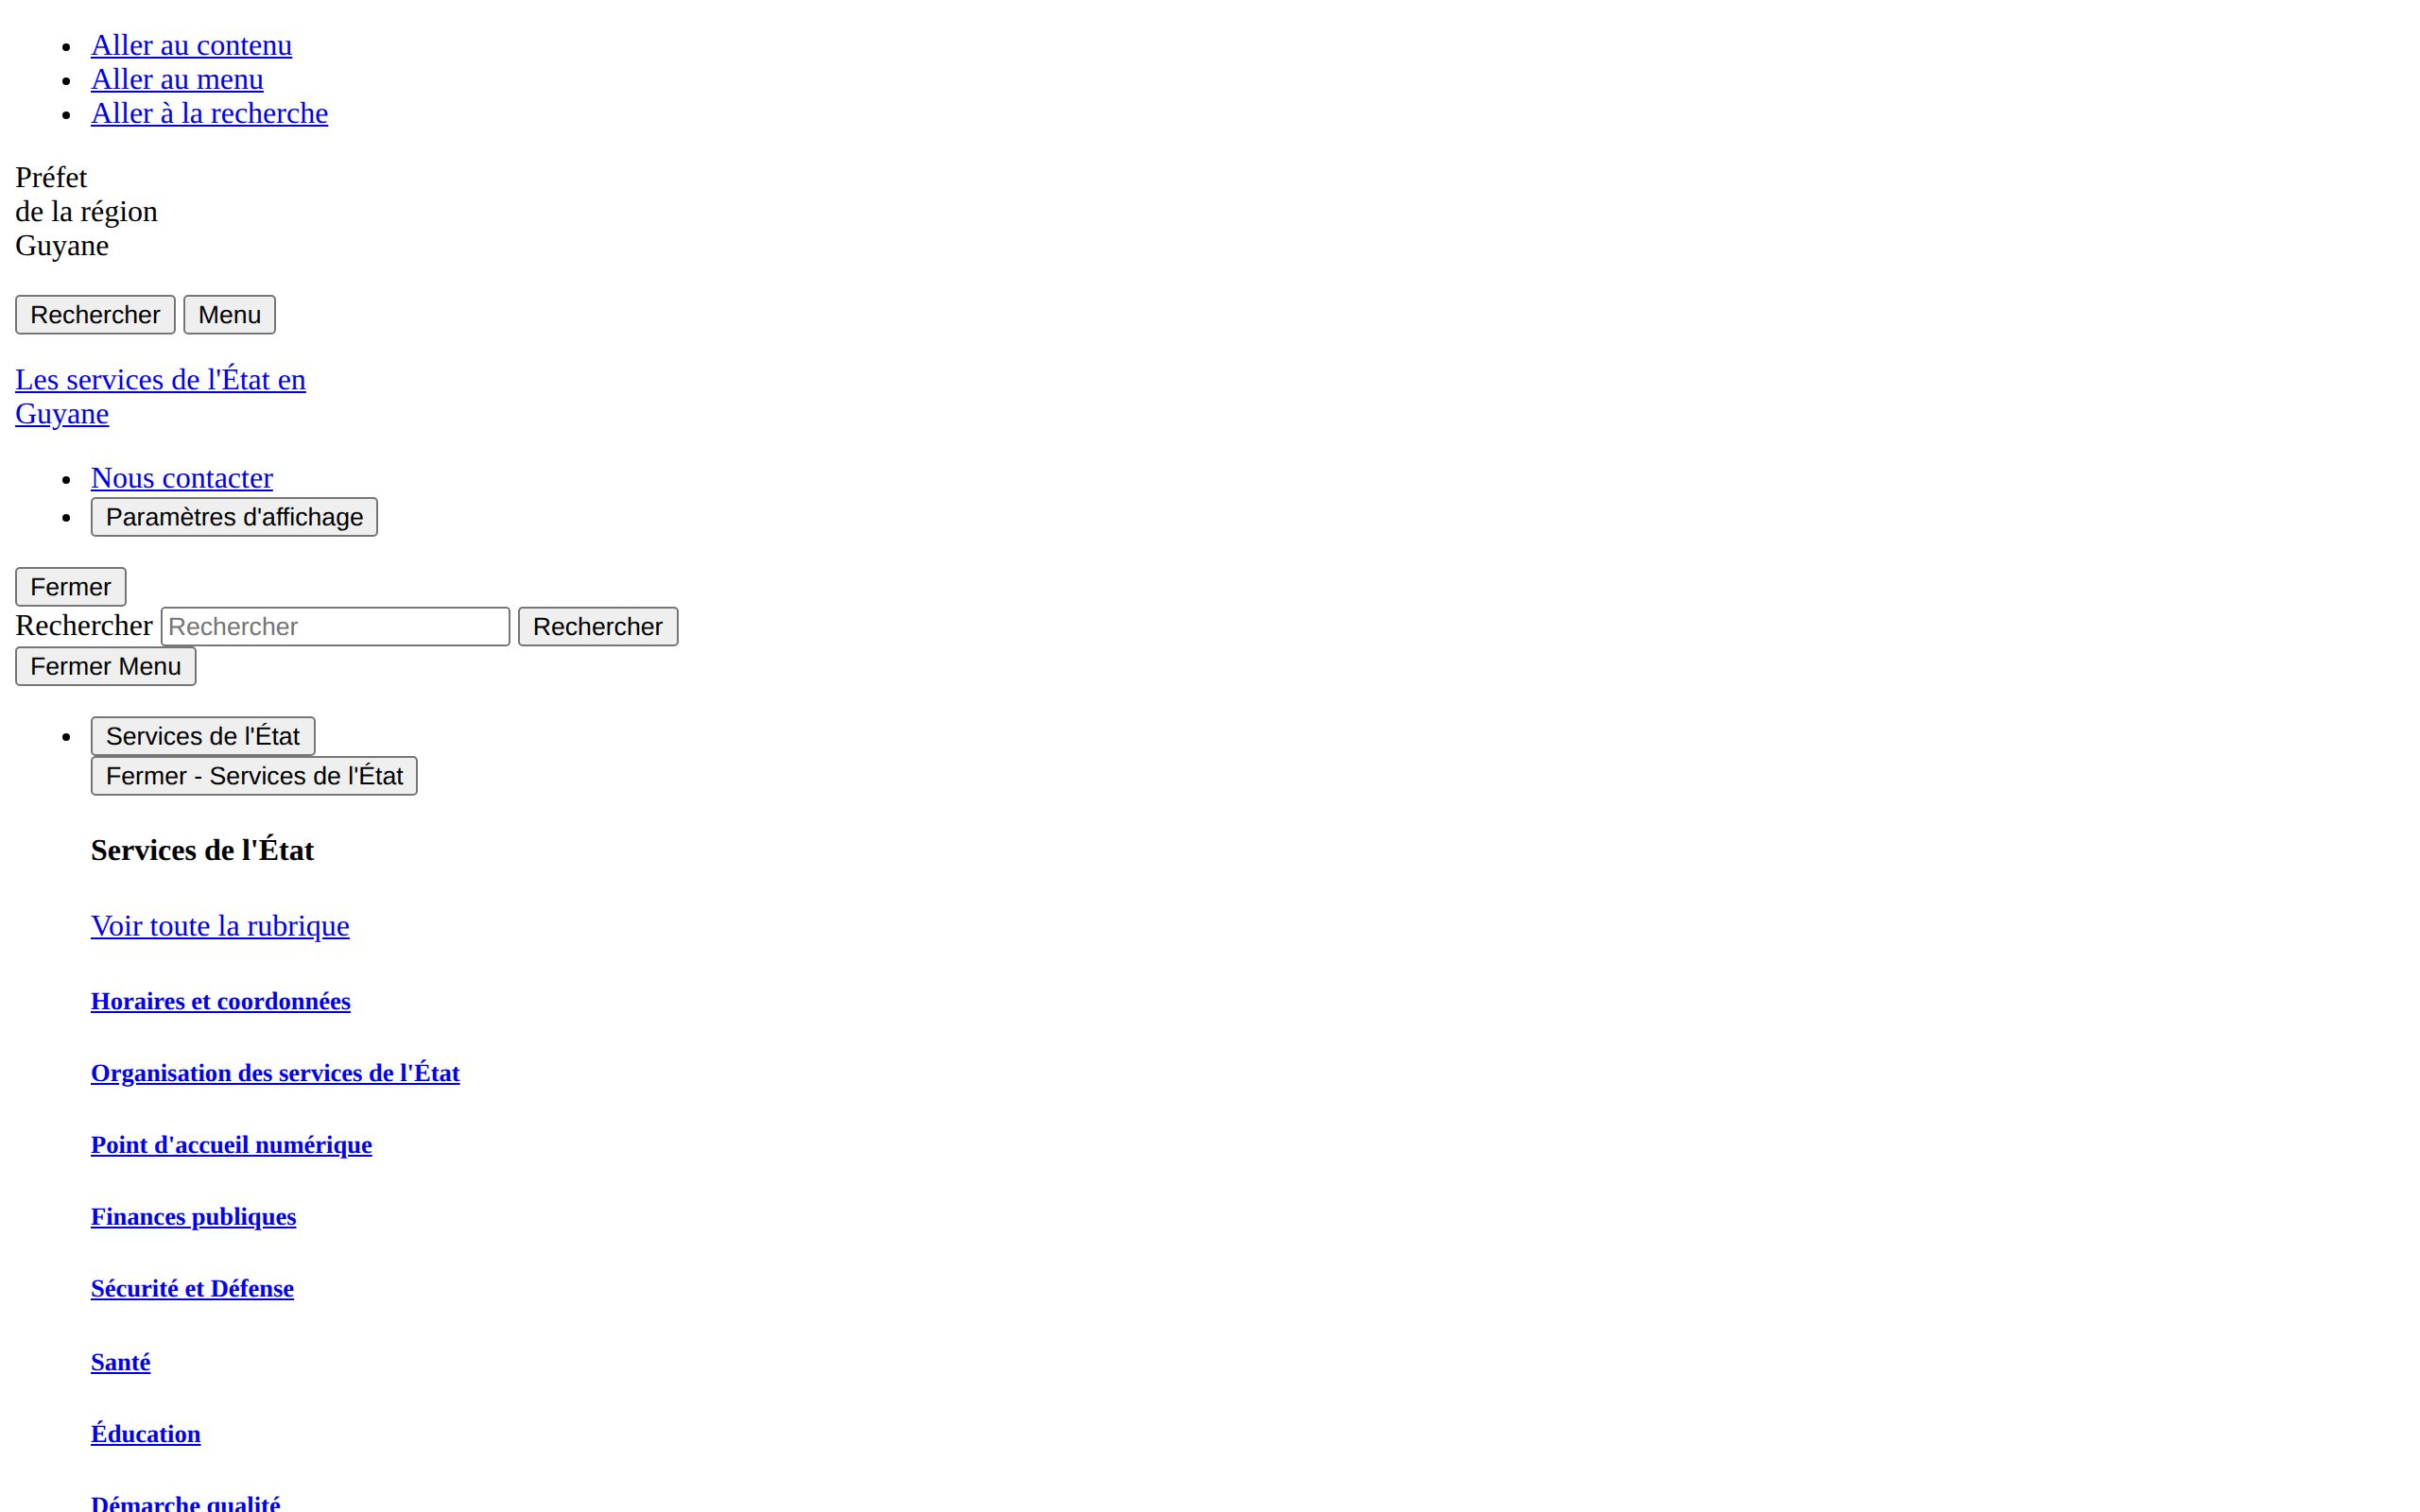 Aller au contenu
Aller au menu
Aller à la recherche
Préfet
de la région
Guyane
Rechercher Menu
Les services de l'État en
Guyane
Nous contacter
Paramètres d'affichage
Fermer
Rechercher Rechercher Rechercher
Fermer Menu
Services de l'État
Fermer - Services de l'État
Services de l'État
Voir toute la rubrique
Horaires et coordonnées
Organisation des services de l'État
Point d'accueil numérique
Finances publiques
Sécurité et Défense
Santé
Éducation
Démarche qualité